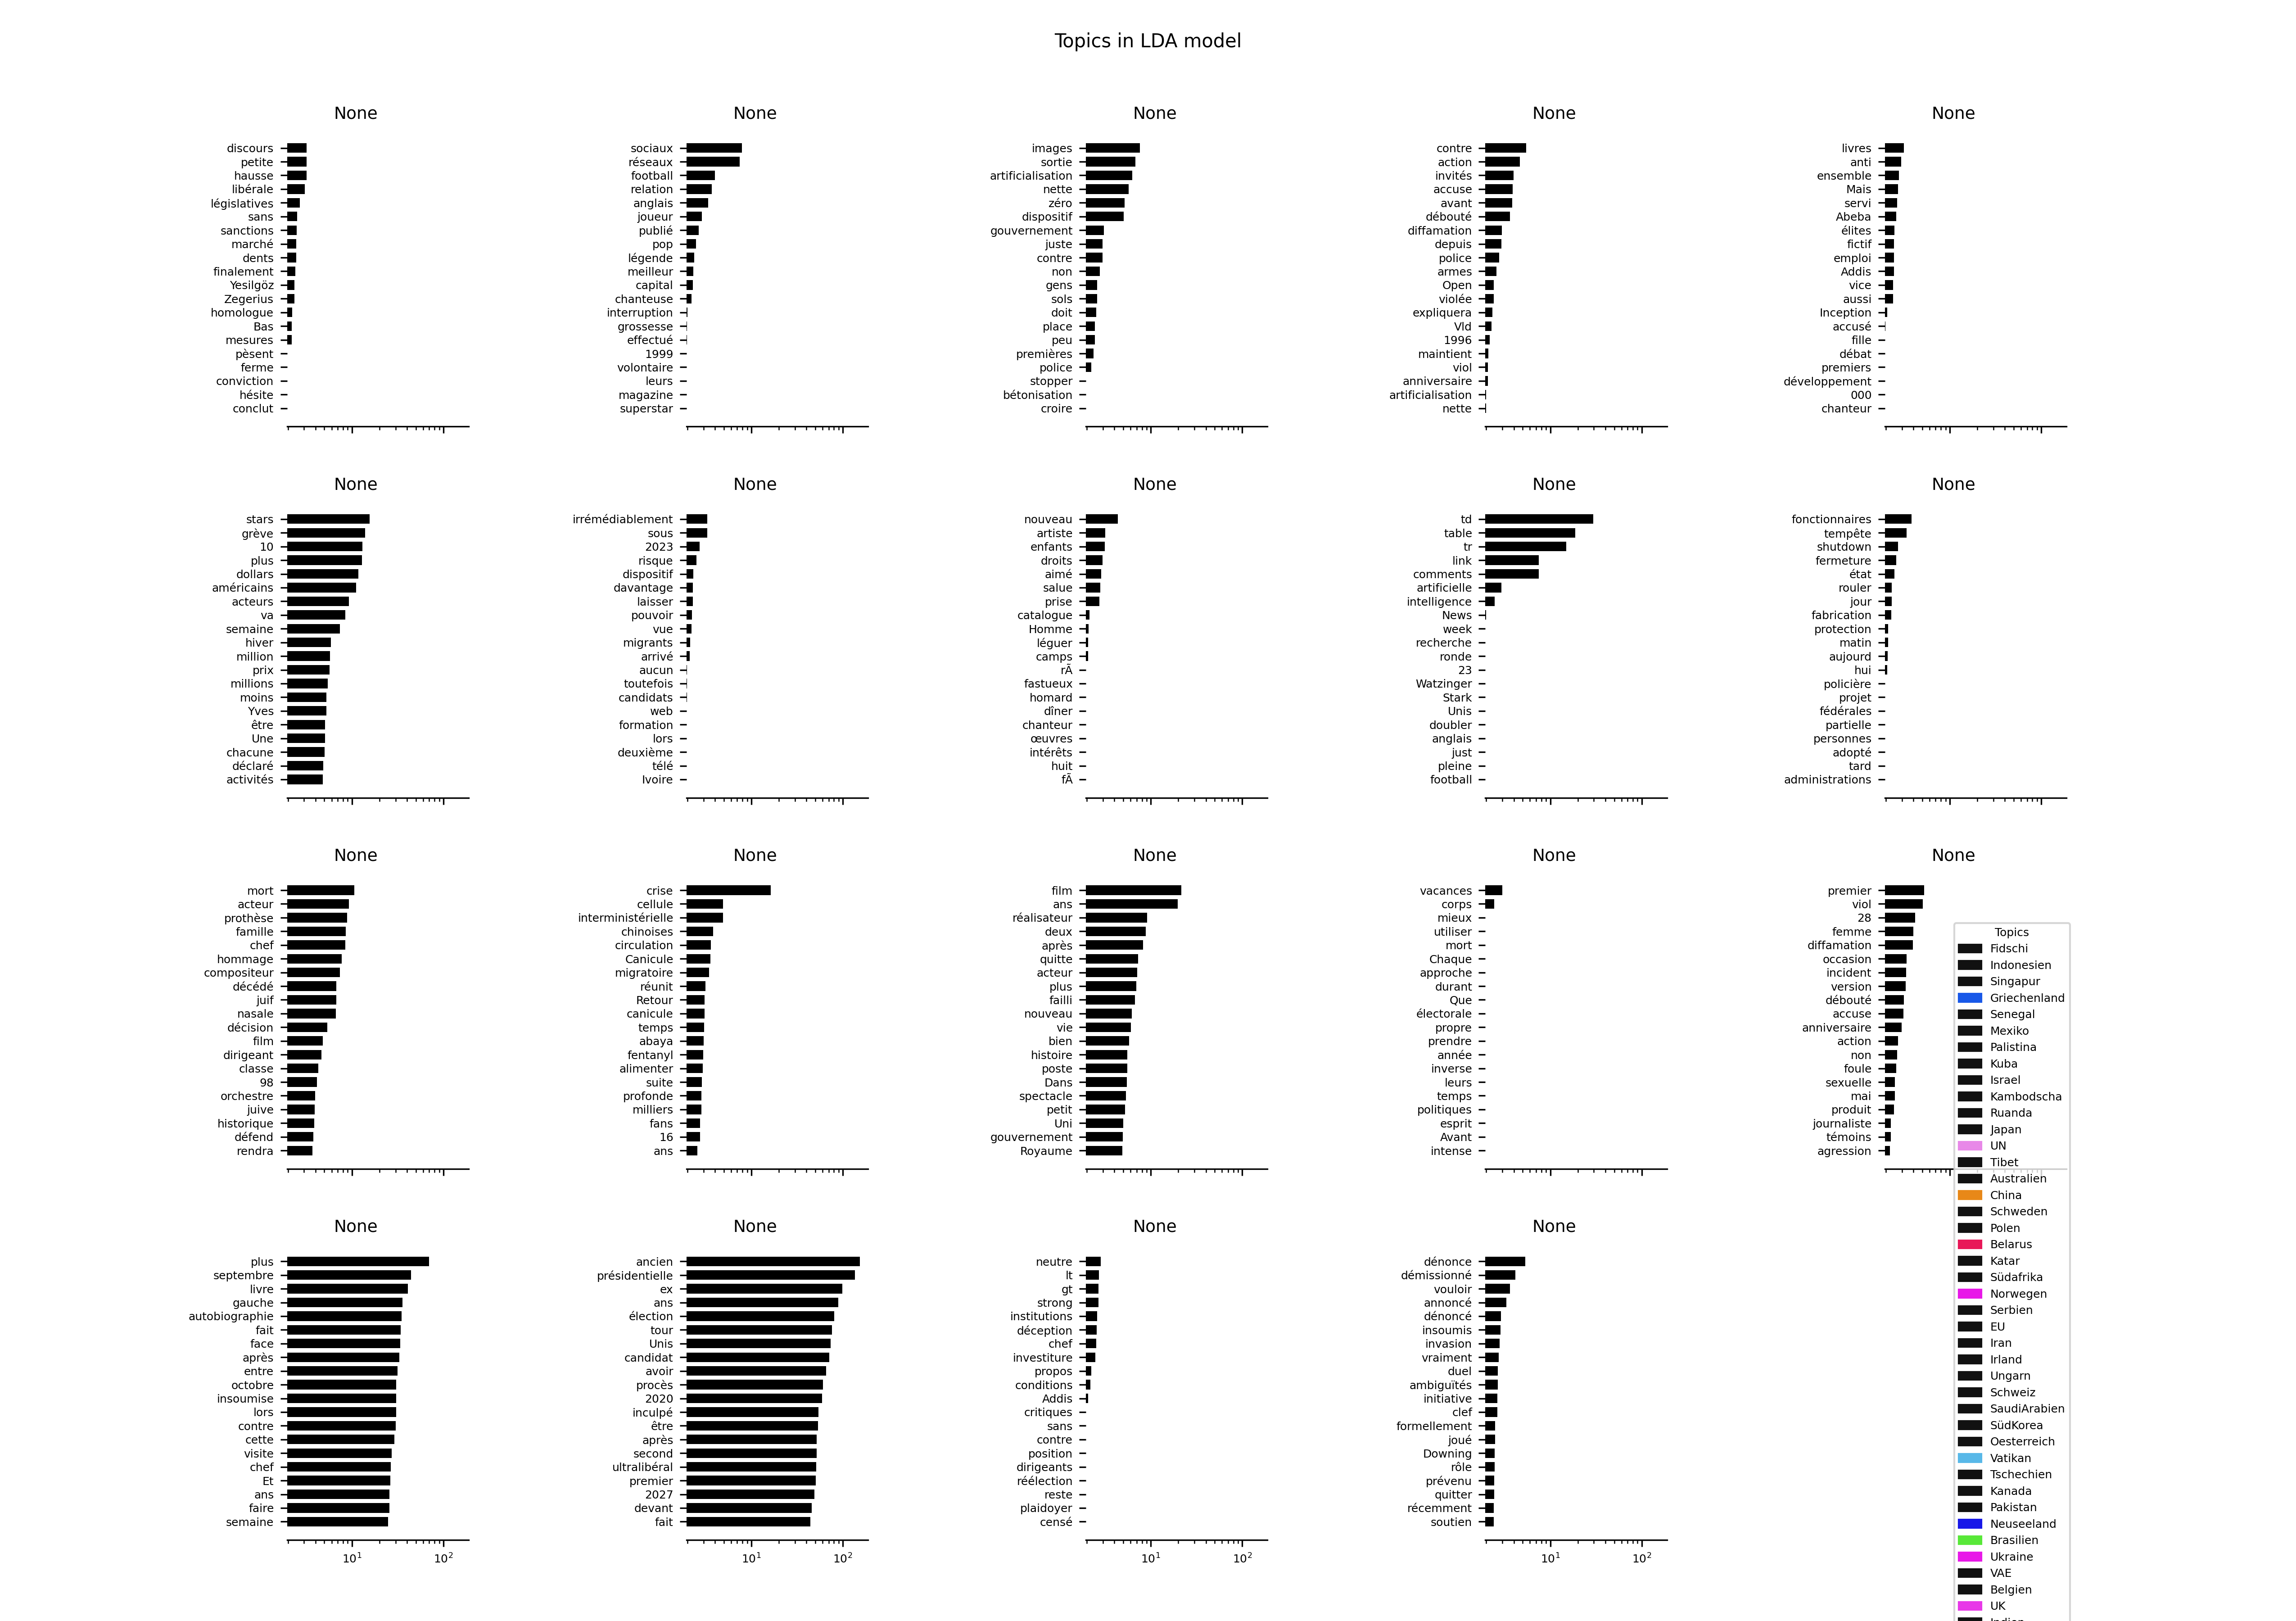 Topics in LDA model
None
discours
petite
hausse
libérale
législatives
sans
sanctions
marché
dents
finalement
Yesilgöz
Zegerius
homologue
Bas
mesures
pèsent
ferme
conviction
hésite
conclut
None
sociaux
réseaux
football
relation
anglais
joueur
publié
pop
légende
meilleur
capital
chanteuse
interruption
grossesse
effectué
1999
volontaire
leurs
magazine
superstar
None
images
sortie
artificialisation
nette
zéro
dispositif
gouvernement
juste
contre
non
gens
sols
doit
place
peu
premières
police
stopper
bétonisation
croire
None
contre
action
invités
accuse
avant
débouté
diffamation
depuis
police
armes
Open
violée
expliquera
Vld
1996
maintient
viol
anniversaire
artificialisation
nette
None
livres
anti
ensemble
Mais
servi
Abeba
élites
fictif
emploi
Addis
vice
aussi
Inception
accusé
fille
débat
premiers
développement
000
chanteur
None
stars
grève
10
plus
dollars
américains
acteurs
va
semaine
hiver
million
prix
millions
moins
Yves
être
Une
chacune
déclaré
activités
None
irrémédiablement
sous
2023
risque
dispositif
davantage
laisser
pouvoir
vue
migrants
arrivé
aucun
toutefois
candidats
web
formation
lors
deuxième
télé
Ivoire
None
nouveau
artiste
enfants
droits
aimé
salue
prise
catalogue
Homme
léguer
camps
rÃ
fastueux
homard
dîner
chanteur
œuvres
intérêts
huit
fÃ
None
td
table
tr
link
comments
artificielle
intelligence
News
week
recherche
ronde
23
Watzinger
Stark
Unis
doubler
anglais
just
pleine
football
None
fonctionnaires
tempête
shutdown
fermeture
état
rouler
jour
fabrication
protection
matin
aujourd
hui
policière
projet
fédérales
partielle
personnes
adopté
tard
administrations
None
mort
acteur
prothèse
famille
chef
hommage
compositeur
décédé
juif
nasale
décision
film
dirigeant
classe
98
orchestre
juive
historique
défend
rendra
None
crise
cellule
interministérielle
chinoises
circulation
Canicule
migratoire
réunit
Retour
canicule
temps
abaya
fentanyl
alimenter
suite
profonde
milliers
fans
16
ans
None
film
ans
réalisateur
deux
après
quitte
acteur
plus
failli
nouveau
vie
bien
histoire
poste
Dans
spectacle
petit
Uni
gouvernement
Royaume
None
vacances
corps
mieux
utiliser
mort
Chaque
approche
durant
Que
électorale
propre
prendre
année
inverse
leurs
temps
politiques
esprit
Avant
intense
None
premier
viol
28
femme
diffamation
occasion
incident
version
débouté
accuse
anniversaire
action
non
foule
sexuelle
mai
produit
journaliste
témoins
agression
None
plus
septembre
livre
gauche
autobiographie
fait
face
après
entre
octobre
insoumise
lors
contre
cette
visite
chef
Et
ans
faire
semaine
10¹
10²
None
ancien
présidentielle
ex
ans
élection
tour
Unis
candidat
avoir
procès
2020
inculpé
être
après
second
ultralibéral
premier
2027
devant
fait
10¹
10²
None
neutre
lt
gt
strong
institutions
déception
chef
investiture
propos
conditions
Addis
critiques
sans
contre
position
dirigeants
réélection
reste
plaidoyer
censé
10¹
10²
None
dénonce
démissionné
vouloir
annoncé
dénoncé
insoumis
invasion
vraiment
duel
ambiguïtés
initiative
clef
formellement
joué
Downing
rôle
prévenu
quitter
récemment
soutien
10¹
10²
Topics
Fidschi
Indonesien
Singapur
Griechenland
Senegal
Mexiko
Palistina
Kuba
Israel
Kambodscha
Ruanda
Japan
UN
Tibet
Australien
China
Schweden
Polen
Belarus
Katar
Südafrika
Norwegen
Serbien
EU
Iran
Irland
Ungarn
Schweiz
SaudiArabien
SüdKorea
Oesterreich
Vatikan
Tschechien
Kanada
Pakistan
Neuseeland
Brasilien
Ukraine
VAE
Belgien
UK